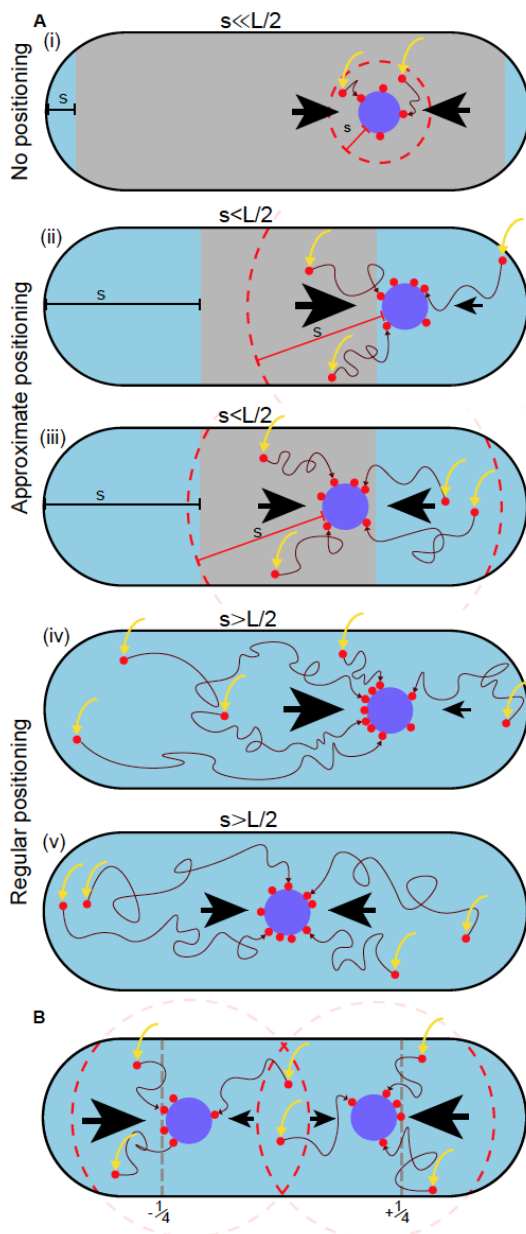 A
s≪L/2
No positioning
(i)
s
s
s<L/2
Approximate positioning
(ii)
s
s
s<L/2
(iii)
s
s
s>L/2
Regular positioning
(iv)
s>L/2
(v)
B
-¼
+¼